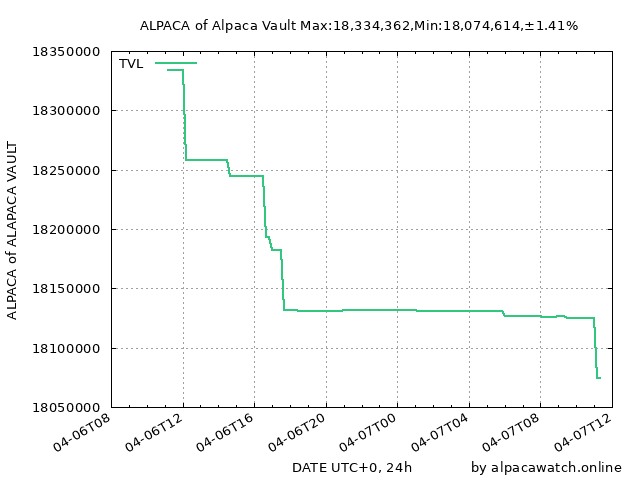 ALPACA of Alpaca Vault Max:18,334,362,Min:18,074,614,±1.41%
TVL
ALPACA of ALAPACA VAULT
18350000
18300000
18250000
18200000
18150000
18100000
18050000
04-06T08
04-06T12
04-06T16
04-06T20
04-07T00
04-07T04
04-07T08
04-07T12
DATE UTC+0, 24h
by alpacawatch.online